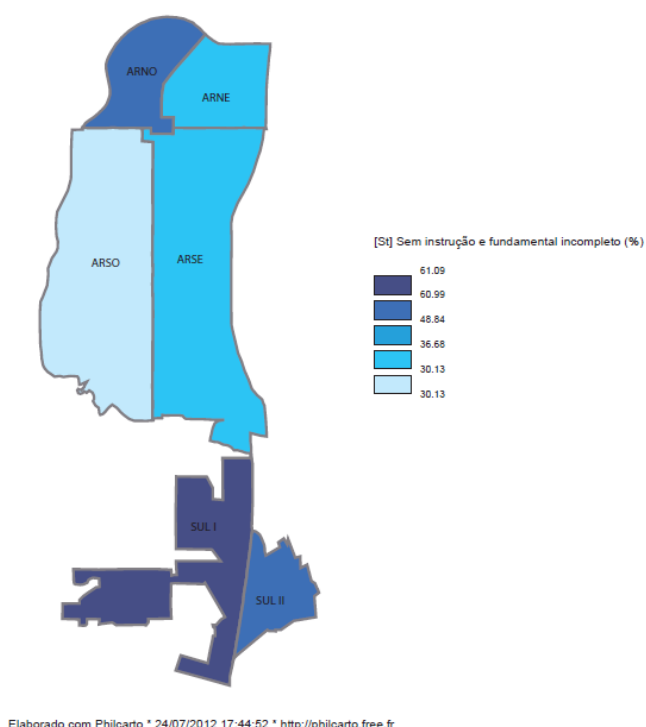 ARNO
ARNE
ARSO
ARSE
[St] Sem instrução e fundamental incompleto (%)
61.09
60.99
48.84
36.68
30.13
30.13
SUL I
SUL II
Elaborado com Philcarto * 24/07/2012 17:44:52 * http://philcarto.free.fr